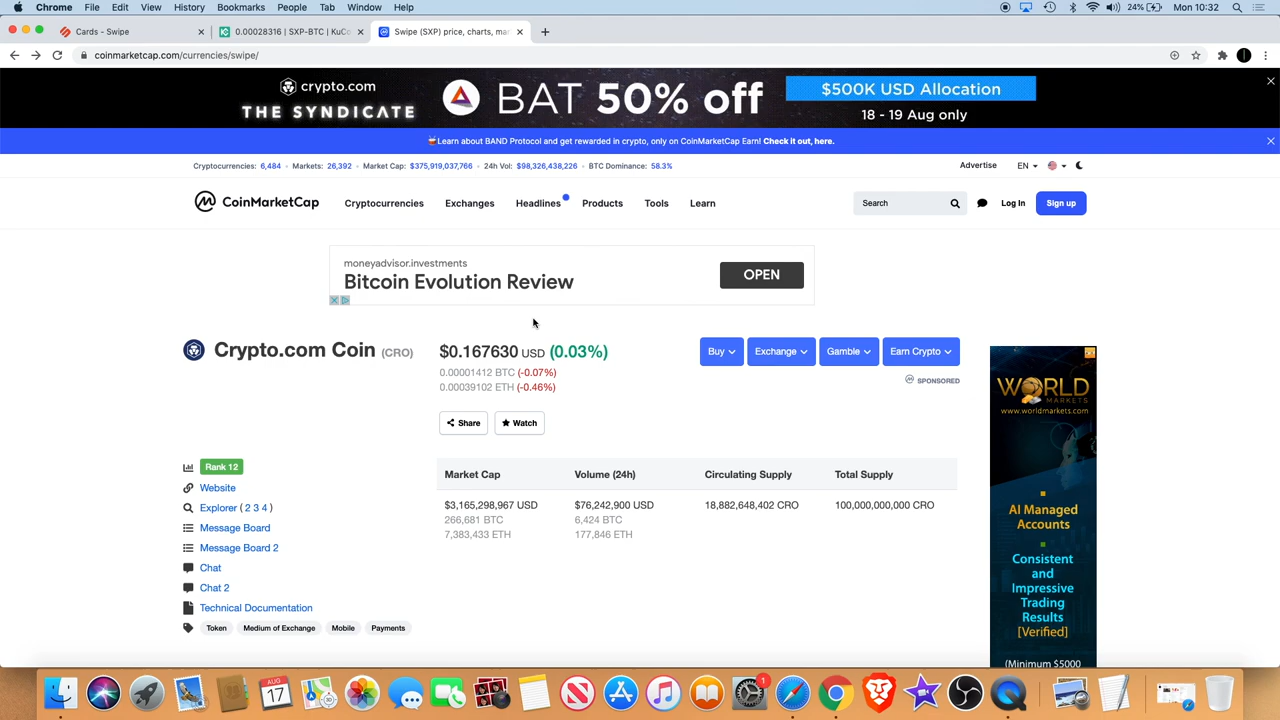 Chrome File Edit View History Bookmarks People Tab Window Help 24% Mon 10:32
Cards - Swipe 0.00028316 | SXP-BTC | KuCo Swipe (SXP) price, charts, mar
coinmarketcap.com/currencies/swipe/
crypto.com
THE SYNDICATE
BAT 50% off
$500K USD Allocation
18 - 19 Aug only
Learn about BAND Protocol and get rewarded in crypto, only on CoinMarketCap Earn! Check it out, here.
Cryptocurrencies: 6,484 • Markets: 26,392 • Market Cap: $375,919,037,766 • 24h Vol: $98,326,438,226 • BTC Dominance: 58.3%
Advertise EN
CoinMarketCap Cryptocurrencies Exchanges Headlines Products Tools Learn Search Log In Sign up
moneyadvisor.investments
Bitcoin Evolution Review
OPEN
Crypto.com Coin (CRO)
$0.167630 USD (0.03%)
0.00001412 BTC (-0.07%)
0.00039102 ETH (-0.46%)
Buy Exchange Gamble Earn Crypto
SPONSORED
Share Watch
Rank 12
Website
Explorer ( 2 3 4 )
Message Board
Message Board 2
Chat
Chat 2
Technical Documentation
Token Medium of Exchange Mobile Payments
Market Cap Volume (24h) Circulating Supply Total Supply
$3,165,298,967 USD $76,242,900 USD 18,882,648,402 CRO 100,000,000,000 CRO
266,681 BTC 6,424 BTC
7,383,433 ETH 177,846 ETH
WORLD
MARKETS
www.worldmarkets.com
AI Managed
Accounts
Consistent
and
Impressive
Trading
Results
[Verified]
(Minimum $5000
AUG
17
1